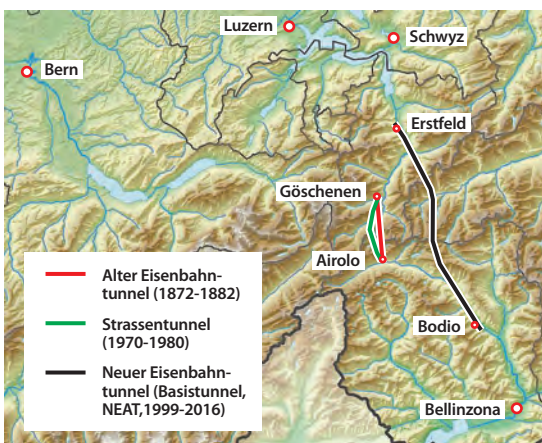 Luzern
Schwyz
Bern
Erstfeld
Göschenen
Airolo
Bodio
Bellinzona
Alter Eisenbahn-
tunnel (1872-1882)
Strassentunnel
(1970-1980)
Neuer Eisenbahn-
tunnel (Basistunnel,
NEAT,1999-2016)